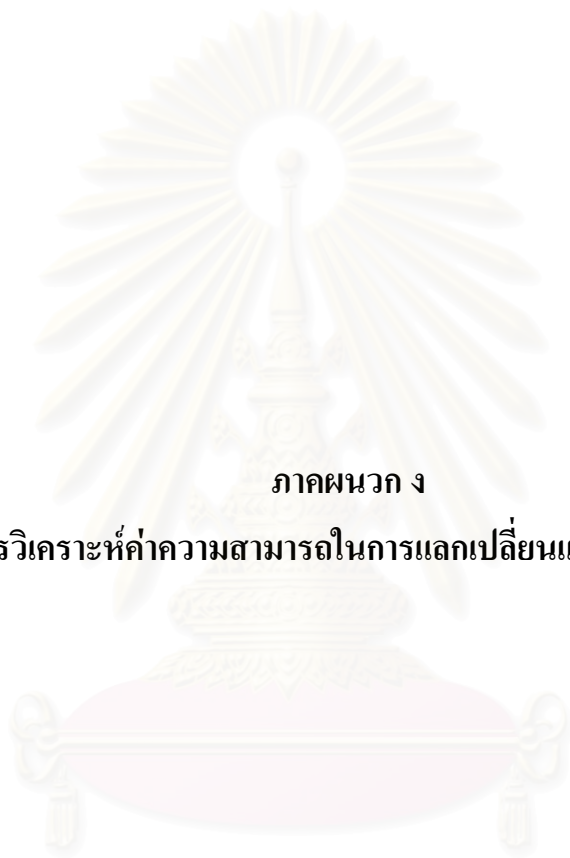 ภาคผนวก ง
รวิเคราะห์ค่าความสามารถในการแลกเปลี่ยนแ